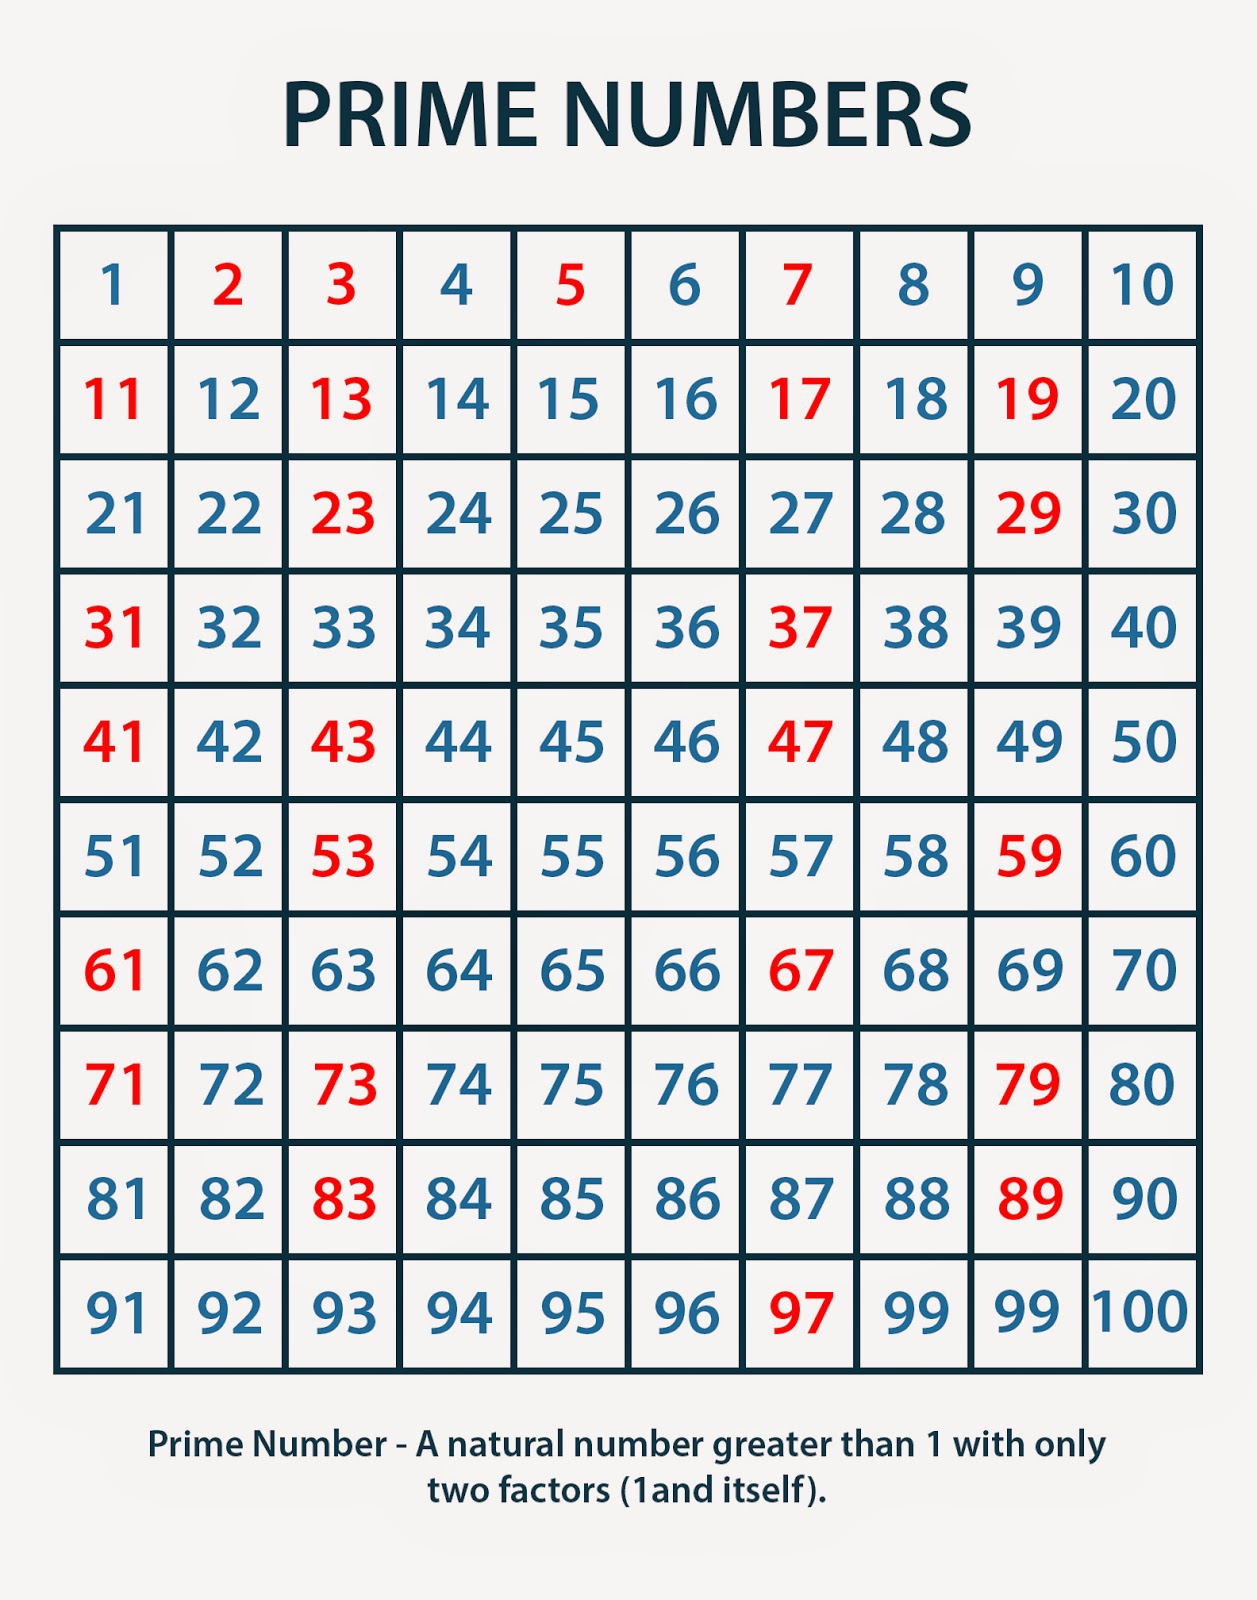 PRIME NUMBERS
1 2 3 4 5 6 7 8 9 10
11 12 13 14 15 16 17 18 19 20
21 22 23 24 25 26 27 28 29 30
31 32 33 34 35 36 37 38 39 40
41 42 43 44 45 46 47 48 49 50
51 52 53 54 55 56 57 58 59 60
61 62 63 64 65 66 67 68 69 70
71 72 73 74 75 76 77 78 79 80
81 82 83 84 85 86 87 88 89 90
91 92 93 94 95 96 97 99 99 100
Prime Number - A natural number greater than 1 with only
two factors (1and itself).